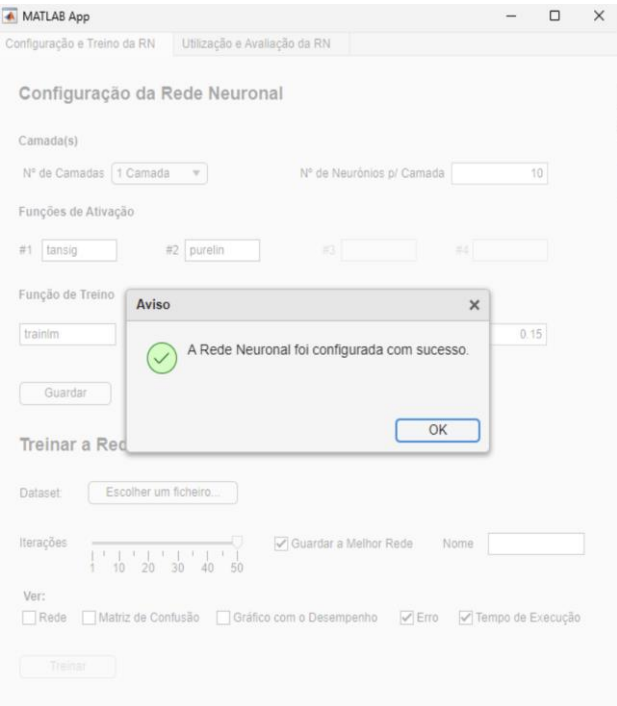 MATLAB App
Configuração e Treino da RN Utilização e Avaliação da RN
Configuração da Rede Neuronal
Camada(s)
Nº de Camadas 1 Camada Nº de Neurónios p/ Camada 10
Funções de Ativação
#1 tansig #2 purelin #3 #4
Função de Treino
trainlm 0.15
Aviso
A Rede Neuronal foi configurada com sucesso.
OK
Guardar
Treinar a Red
Dataset Escolher um ficheiro...
Iterações Guardar a Melhor Rede Nome
1 10 20 30 40 50
Ver:
Rede Matriz de Confusão Gráfico com o Desempenho Erro Tempo de Execução
Treinar